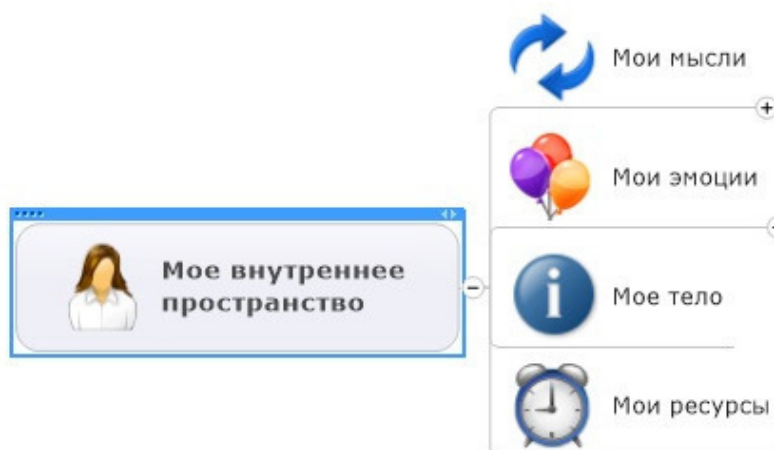 Мои мысли
Мои эмоции
Мое внутреннее
пространство
Мое тело
Мои ресурсы